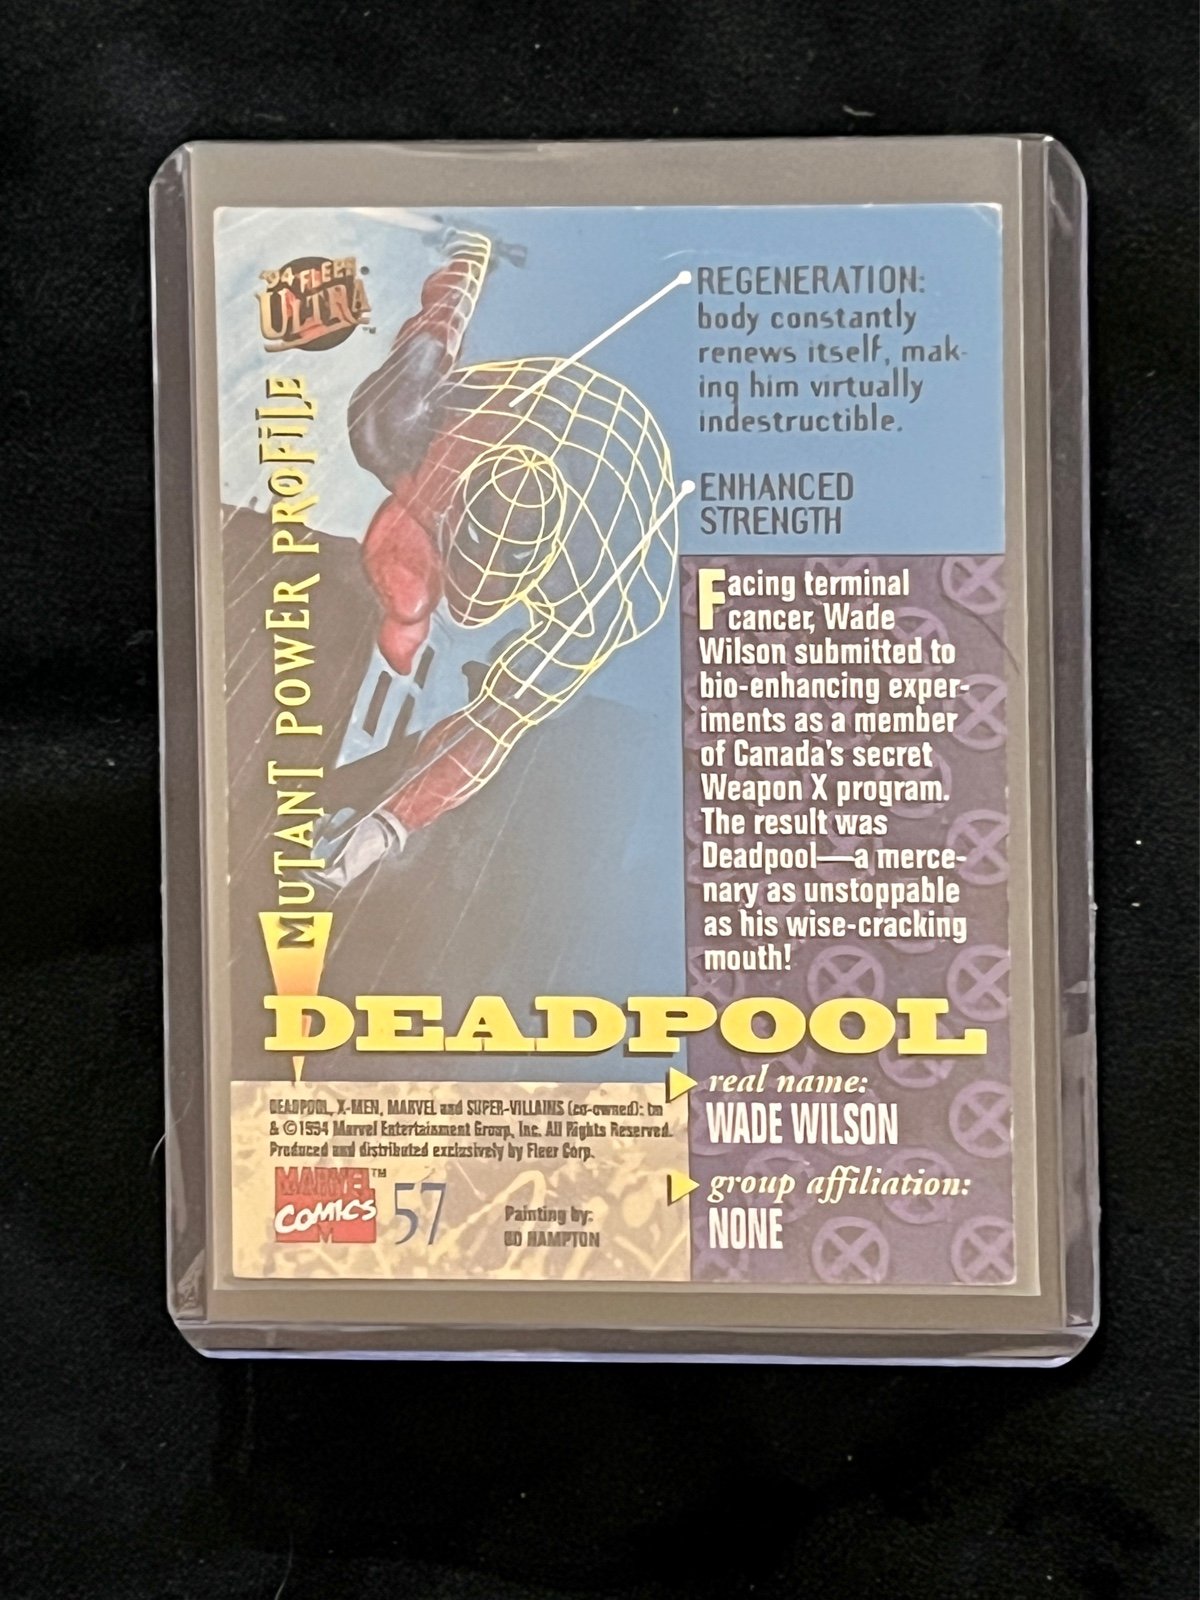 '94 FLEER
ULTRA
MUTANT POWER PROFILE
REGENERATION:
body constantly
renews itself, mak-
ing him virtually
indestructible.
ENHANCED
STRENGTH
Facing terminal
cancer, Wade
Wilson submitted to
bio-enhancing exper-
iments as a member
of Canada's secret
Weapon X program.
The result was
Deadpool—a merce-
nary as unstoppable
as his wise-cracking
mouth!
DEADPOOL
real name:
WADE WILSON
group affiliation:
NONE
DEADPOOL, X-MEN, MARVEL and SUPER-VILLAINS (co-owned): tm
& ©1994 Marvel Entertainment Group, Inc. All Rights Reserved.
Produced and distributed exclusively by Fleer Corp.
MARVEL™
COMICS
57
Painting by:
BO HAMPTON